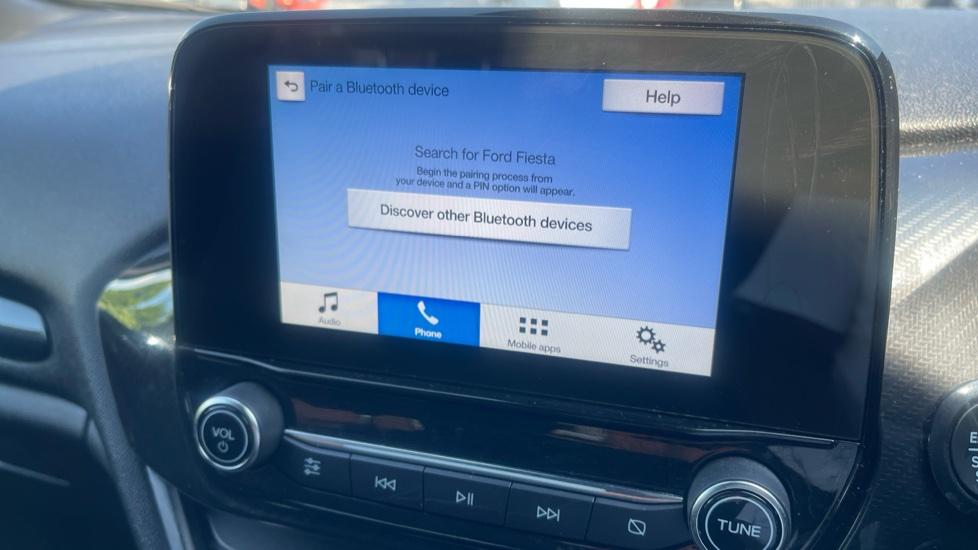 Pair a Bluetooth device
Help
Search for Ford Fiesta
Begin the pairing process from
your device and a PIN option will appear.
Discover other Bluetooth devices
Audio
Phone
Mobile apps
Settings
VOL
TUNE